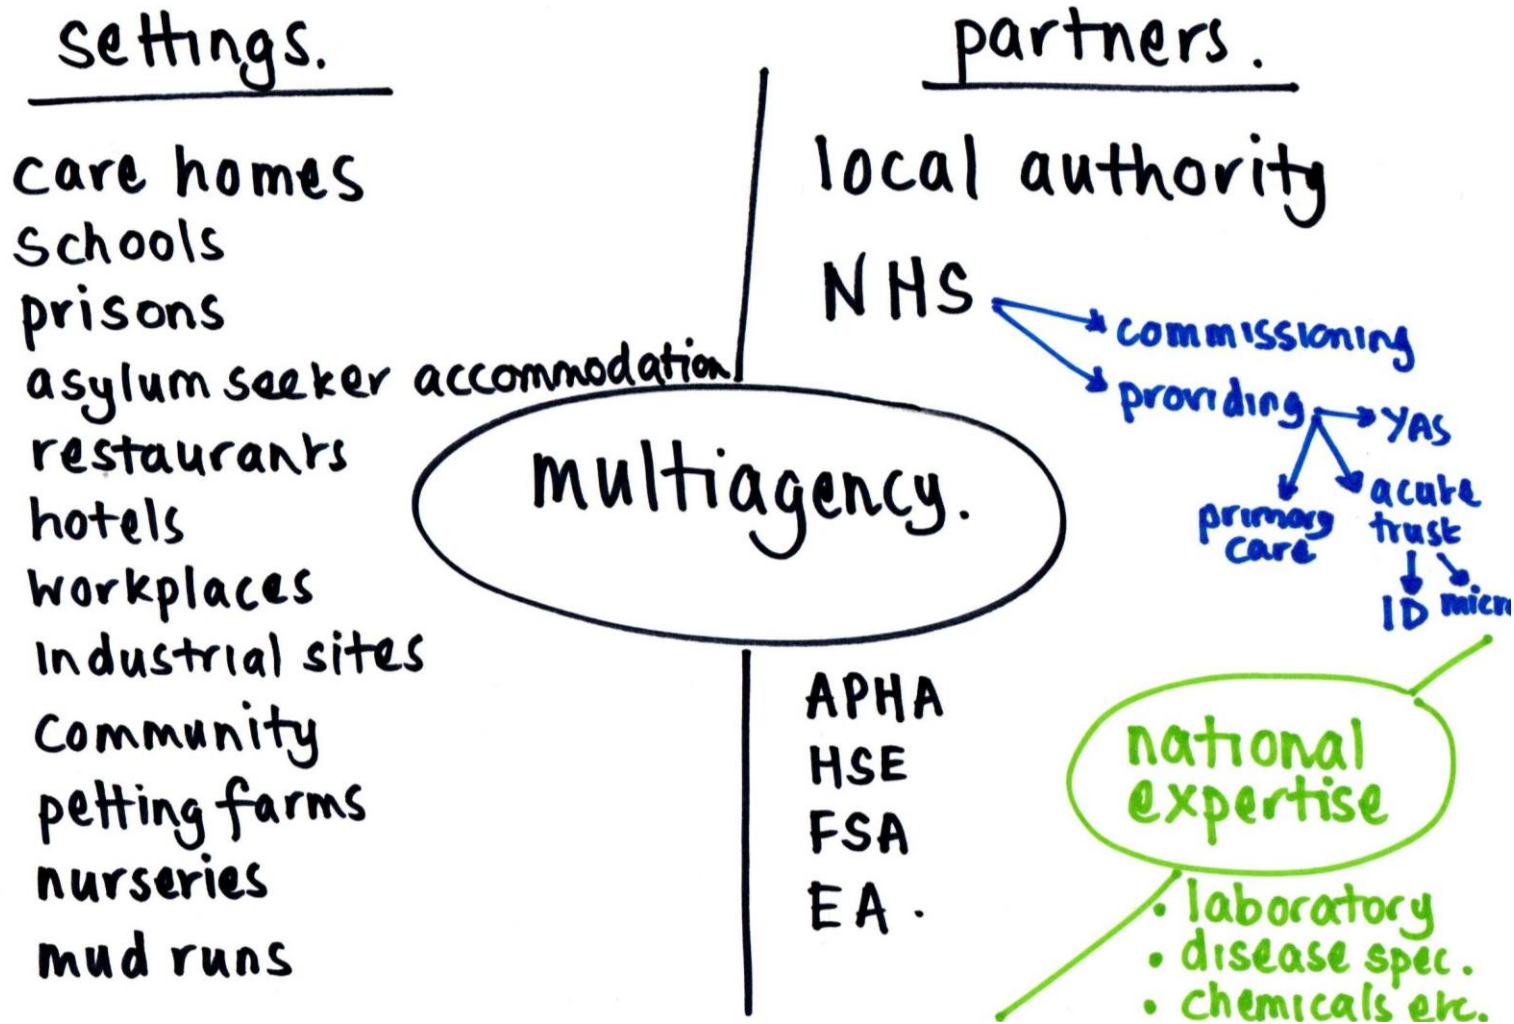 settings.
care homes
schools
prisons
asylum seeker accommodation
restaurants
hotels
workplaces
industrial sites
community
petting farms
nurseries
mud runs
multiagency.
partners.
local authority
NHS
commissioning
providing
YAS
primary
care
acute
trust
ID
micro
APHA
HSE
FSA
EA.
national
expertise
• laboratory
• disease spec.
• chemicals etc.